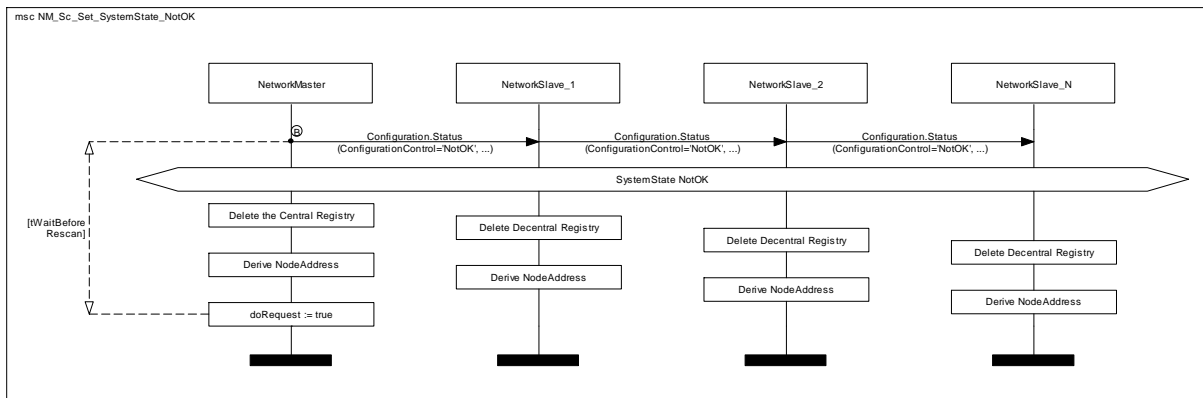 msc NM_Sc_Set_SystemState_NotOK
NetworkMaster
NetworkSlave_1
NetworkSlave_2
NetworkSlave_N
B
Configuration.Status
(ConfigurationControl='NotOK', ...)
Configuration.Status
(ConfigurationControl='NotOK', ...)
Configuration.Status
(ConfigurationControl='NotOK', ...)
SystemState NotOK
[tWaitBefore
Rescan]
Delete the Central Registry
Delete Decentral Registry
Delete Decentral Registry
Delete Decentral Registry
Derive NodeAddress
Derive NodeAddress
Derive NodeAddress
Derive NodeAddress
doRequest := true